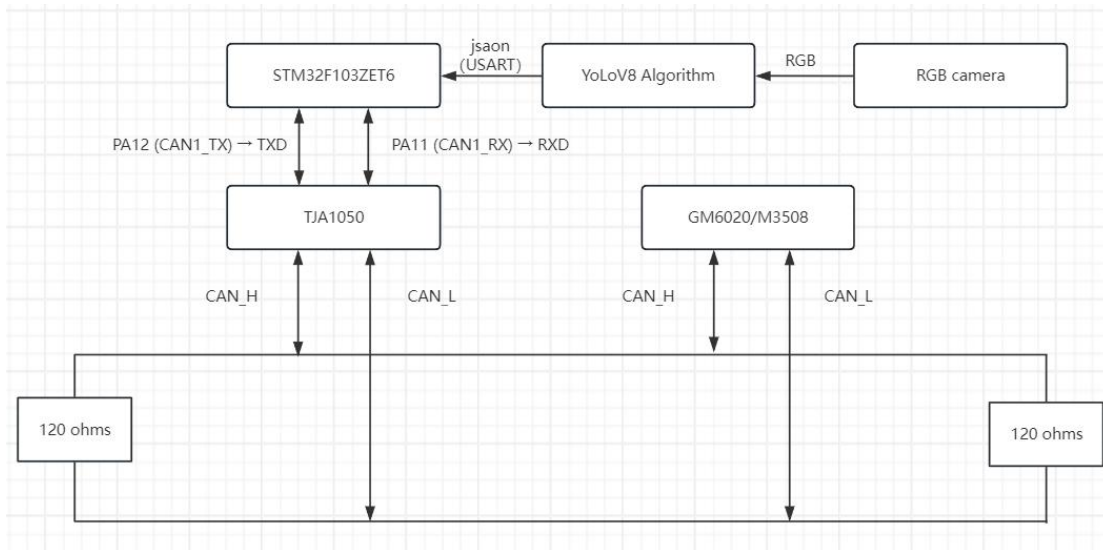 jsaon
(USART)
STM32F103ZET6
YoLoV8 Algorithm
RGB
RGB camera
PA12 (CAN1_TX) → TXD
PA11 (CAN1_RX) → RXD
TJA1050
GM6020/M3508
CAN_H
CAN_L
CAN_H
CAN_L
120 ohms
120 ohms